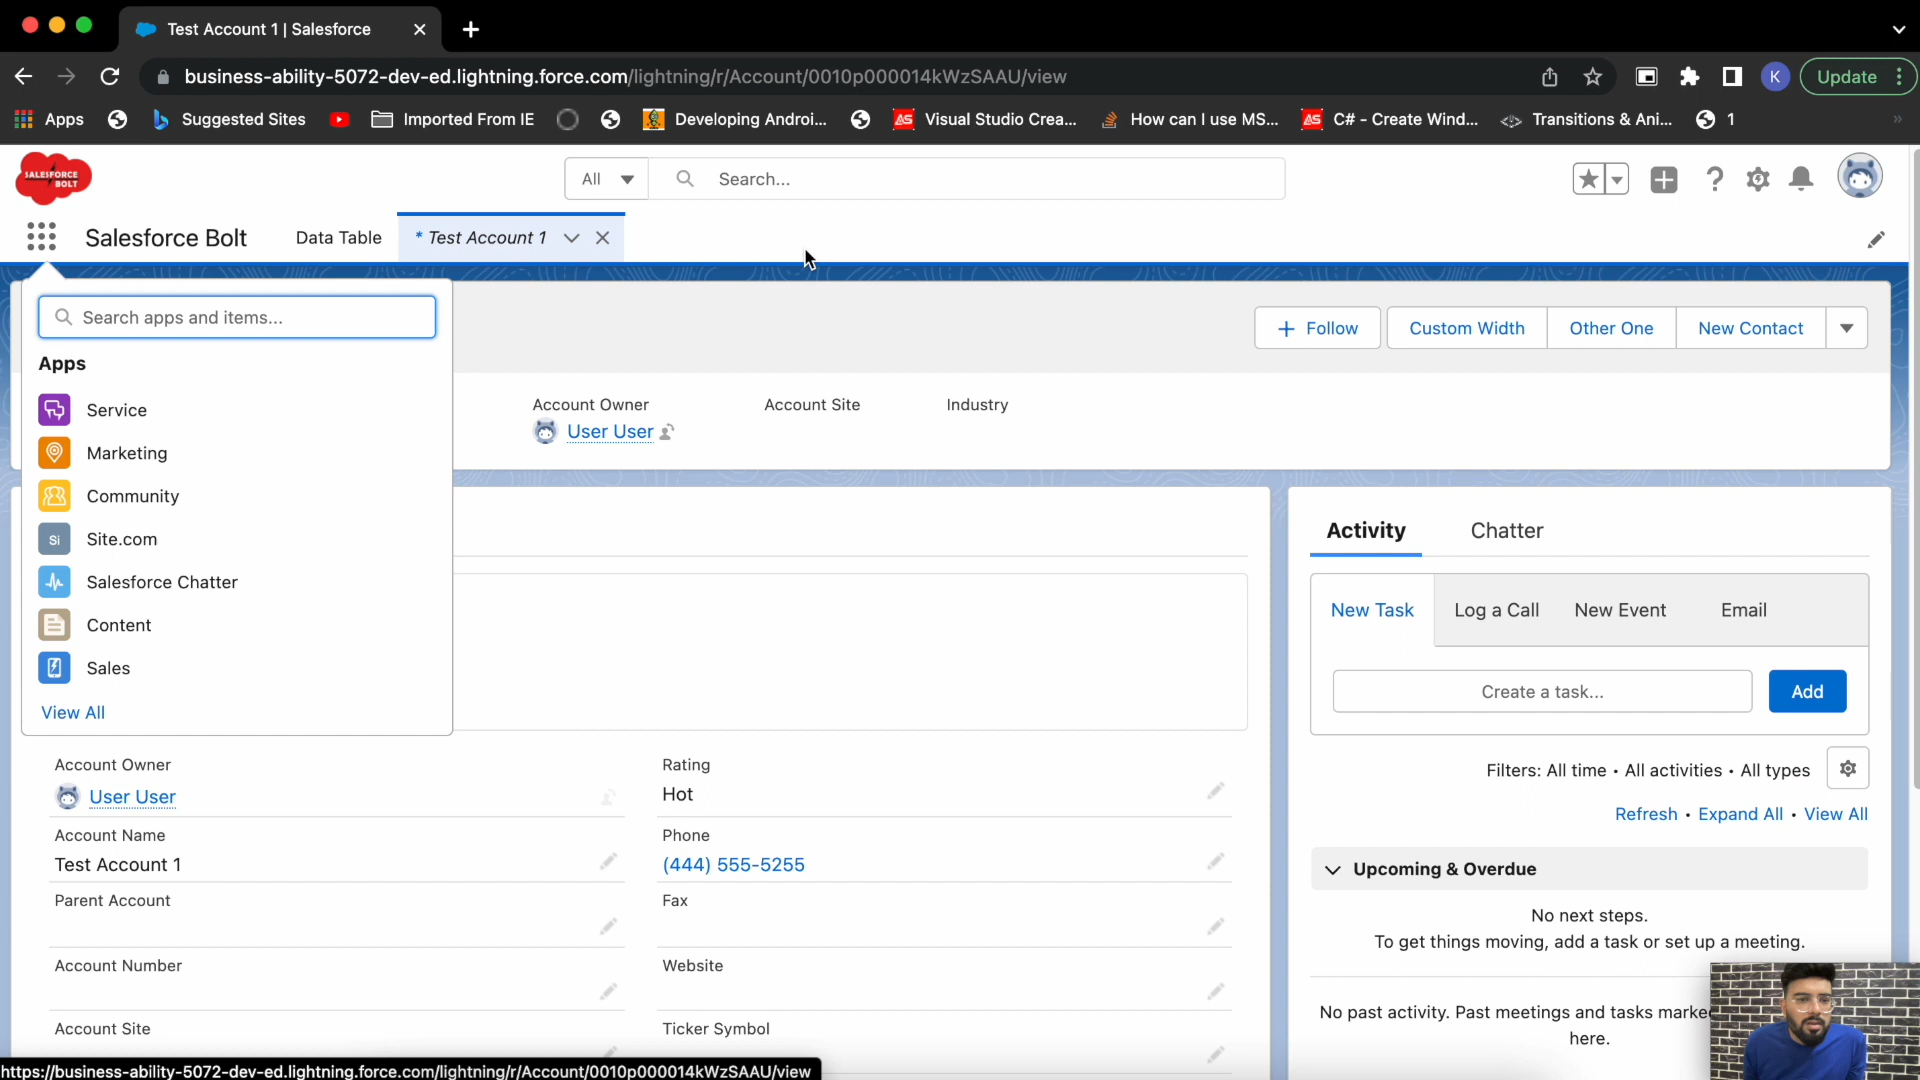 Test Account 1 | Salesforce
business-ability-5072-dev-ed.lightning.force.com/lightning/r/Account/0010p000014kWzSAAU/view
K
Update
Apps
Suggested Sites
Imported From IE
Developing Androi...
Visual Studio Crea...
How can I use MS...
C# - Create Wind...
Transitions & Ani...
1
SALESFORCE
BOLT
All
Search...
Salesforce Bolt
Data Table
* Test Account 1
Search apps and items...
Apps
Service
Marketing
Community
Si
Site.com
Salesforce Chatter
Content
Sales
View All
Follow
Custom Width
Other One
New Contact
Account Owner
User User
Account Site
Industry
Account Owner
User User
Rating
Hot
Account Name
Test Account 1
Phone
(444) 555-5255
Parent Account
Fax
Account Number
Website
Account Site
Ticker Symbol
Activity
Chatter
New Task
Log a Call
New Event
Email
Create a task...
Add
Filters: All time • All activities • All types
Refresh • Expand All • View All
Upcoming & Overdue
No next steps.
To get things moving, add a task or set up a meeting.
No past activity. Past meetings and tasks marke
here.
https://business-ability-5072-dev-ed.lightning.force.com/lightning/r/Account/0010p000014kWzSAAU/view